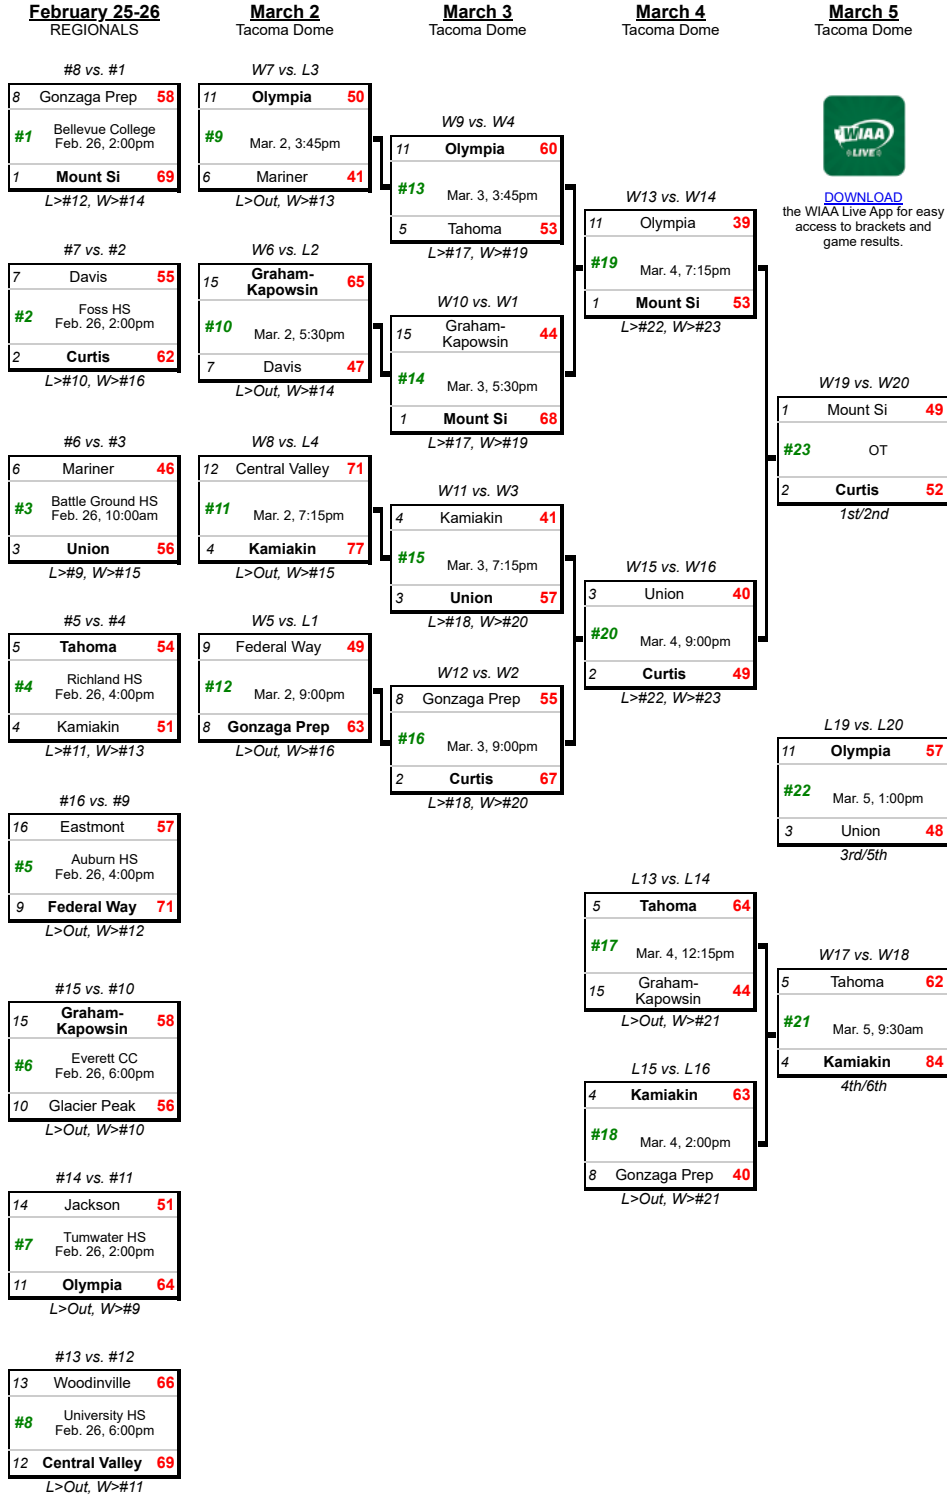 February 25-26
REGIONALS
#8 vs. #1
8 Gonzaga Prep 58
#1 Bellevue College
Feb. 26, 2:00pm
1 Mount Si 69
L>#12, W>#14
#7 vs. #2
7 Davis 55
#2 Foss HS
Feb. 26, 2:00pm
2 Curtis 62
L>#10, W>#16
#6 vs. #3
6 Mariner 46
#3 Battle Ground HS
Feb. 26, 10:00am
3 Union 56
L>#9, W>#15
#5 vs. #4
5 Tahoma 54
#4 Richland HS
Feb. 26, 4:00pm
4 Kamiakin 51
L>#11, W>#13
#16 vs. #9
16 Eastmont 57
#5 Auburn HS
Feb. 26, 4:00pm
9 Federal Way 71
L>Out, W>#12
#15 vs. #10
15 Graham-
Kapowsin 58
#6 Everett CC
Feb. 26, 6:00pm
10 Glacier Peak 56
L>Out, W>#10
#14 vs. #11
14 Jackson 51
#7 Tumwater HS
Feb. 26, 2:00pm
11 Olympia 64
L>Out, W>#9
#13 vs. #12
13 Woodinville 66
#8 University HS
Feb. 26, 6:00pm
12 Central Valley 69
L>Out, W>#11
March 2
Tacoma Dome
W7 vs. L3
11 Olympia 50
#9 Mar. 2, 3:45pm
6 Mariner 41
L>Out, W>#13
W6 vs. L2
15 Graham-
Kapowsin 65
#10 Mar. 2, 5:30pm
7 Davis 47
L>Out, W>#14
W8 vs. L4
12 Central Valley 71
#11 Mar. 2, 7:15pm
4 Kamiakin 77
L>Out, W>#15
W5 vs. L1
9 Federal Way 49
#12 Mar. 2, 9:00pm
8 Gonzaga Prep 63
L>Out, W>#16
March 3
Tacoma Dome
W9 vs. W4
11 Olympia 60
#13 Mar. 3, 3:45pm
5 Tahoma 53
L>#17, W>#19
W10 vs. W1
15 Graham-
Kapowsin 44
#14 Mar. 3, 5:30pm
1 Mount Si 68
L>#17, W>#19
W11 vs. W3
4 Kamiakin 41
#15 Mar. 3, 7:15pm
3 Union 57
L>#18, W>#20
W12 vs. W2
8 Gonzaga Prep 55
#16 Mar. 3, 9:00pm
2 Curtis 67
L>#18, W>#20
March 4
Tacoma Dome
W13 vs. W14
11 Olympia 39
#19 Mar. 4, 7:15pm
1 Mount Si 53
L>#22, W>#23
W15 vs. W16
3 Union 40
#20 Mar. 4, 9:00pm
2 Curtis 49
L>#22, W>#23
L13 vs. L14
5 Tahoma 64
#17 Mar. 4, 12:15pm
15 Graham-
Kapowsin 44
L>Out, W>#21
L15 vs. L16
4 Kamiakin 63
#18 Mar. 4, 2:00pm
8 Gonzaga Prep 40
L>Out, W>#21
March 5
Tacoma Dome
WIAA
LIVE
DOWNLOAD
the WIAA Live App for easy
access to brackets and
game results.
W19 vs. W20
1 Mount Si 49
#23 OT
2 Curtis 52
1st/2nd
L19 vs. L20
11 Olympia 57
#22 Mar. 5, 1:00pm
3 Union 48
3rd/5th
W17 vs. W18
5 Tahoma 62
#21 Mar. 5, 9:30am
4 Kamiakin 84
4th/6th